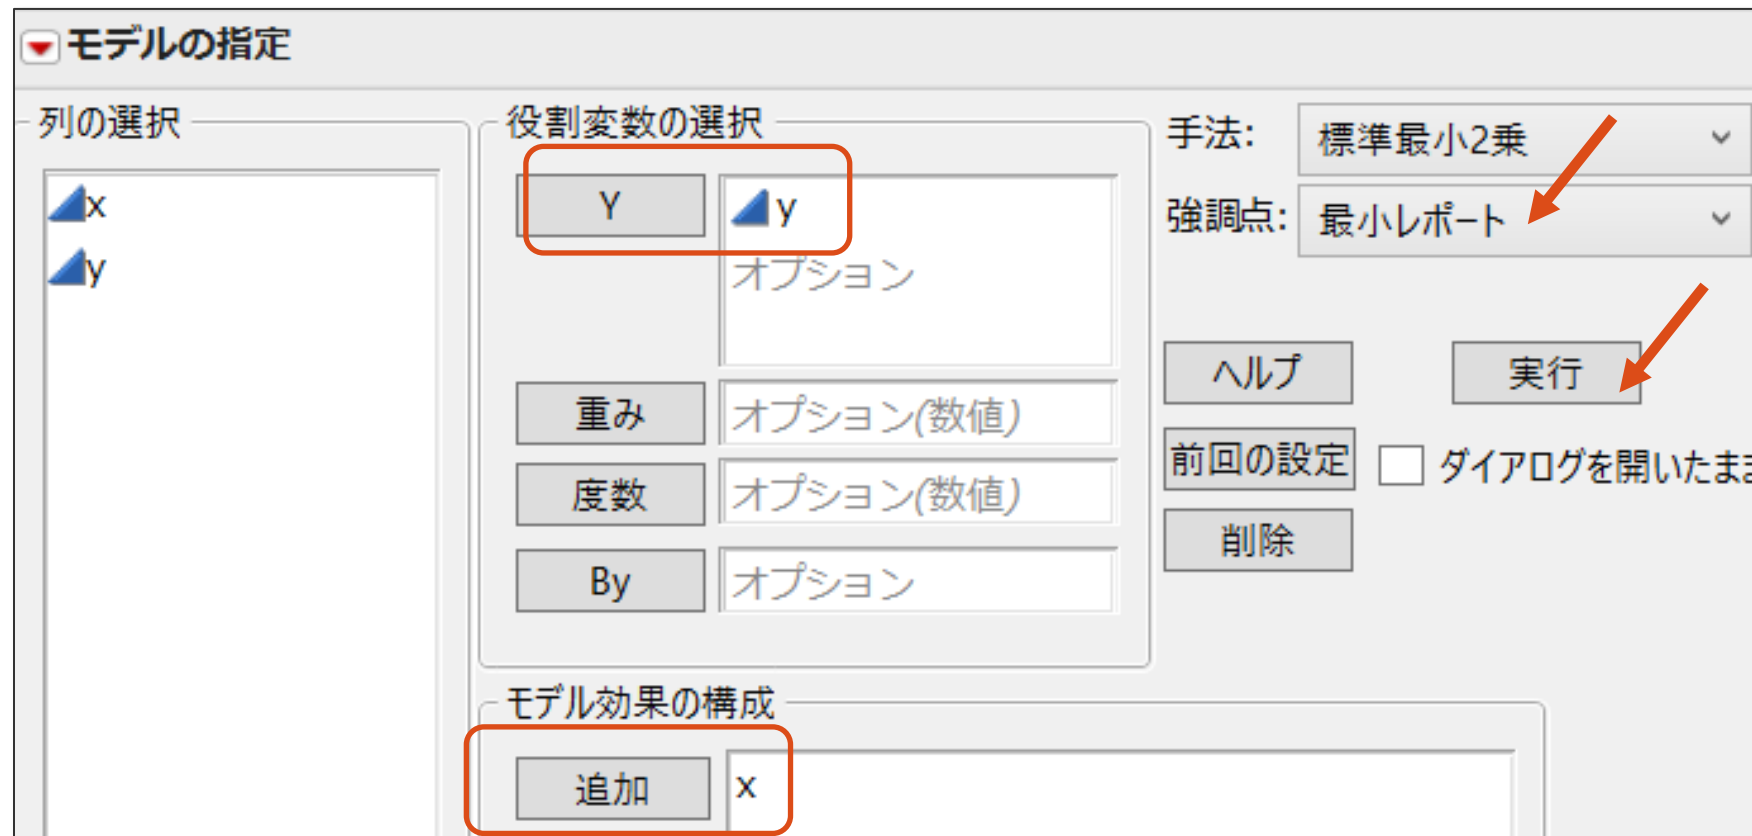 モデルの指定
列の選択
x
y
役割変数の選択
Y
y
オプション
重み
オプション(数値)
度数
オプション(数値)
By
オプション
手法:
標準最小2乗
強調点:
最小レポート
ヘルプ
実行
前回の設定
ダイアログを開いたまま
削除
モデル効果の構成
追加
x